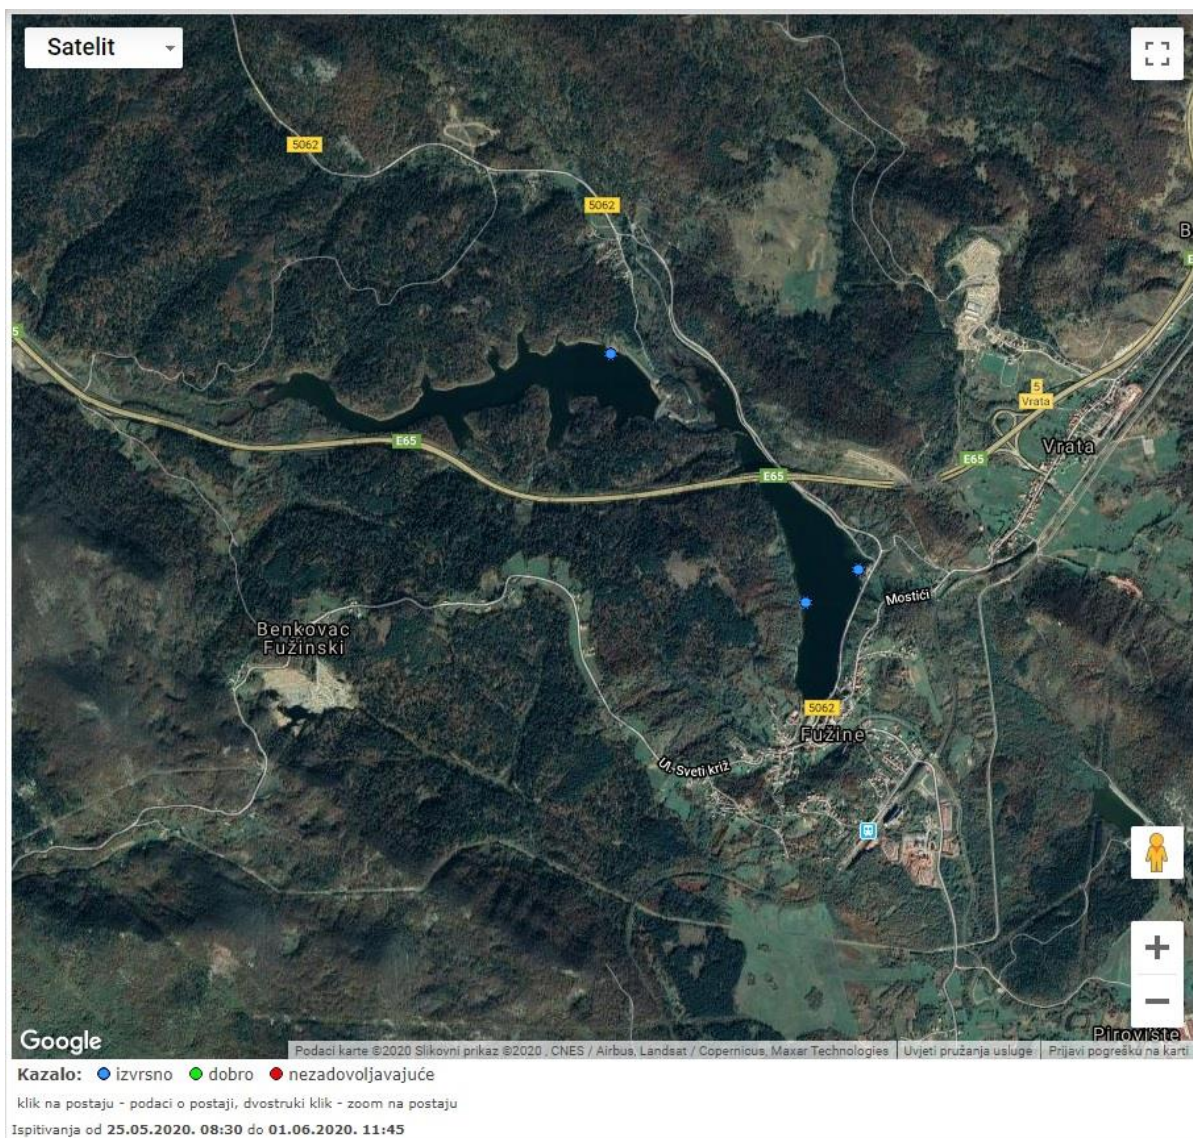 Satelit
5062
5062
B
E
5
5
Vrata
E65
Vrata
E65
E65
Mostići
Benkovac
Fužinski
5062
Fužine
Ul. Sveti križ
Pirovište
Google
Podaci karte ©2020 Slikovni prikaz ©2020 , CNES / Airbus, Landsat / Copernicus, Maxar Technologies
Uvjeti pružanja usluge
Prijavi pogrešku na karti
Kazalo: izvrsno dobro nezadovoljavajuće
klik na postaju - podaci o postaji, dvostruki klik - zoom na postaju
Ispitivanja od 25.05.2020. 08:30 do 01.06.2020. 11:45